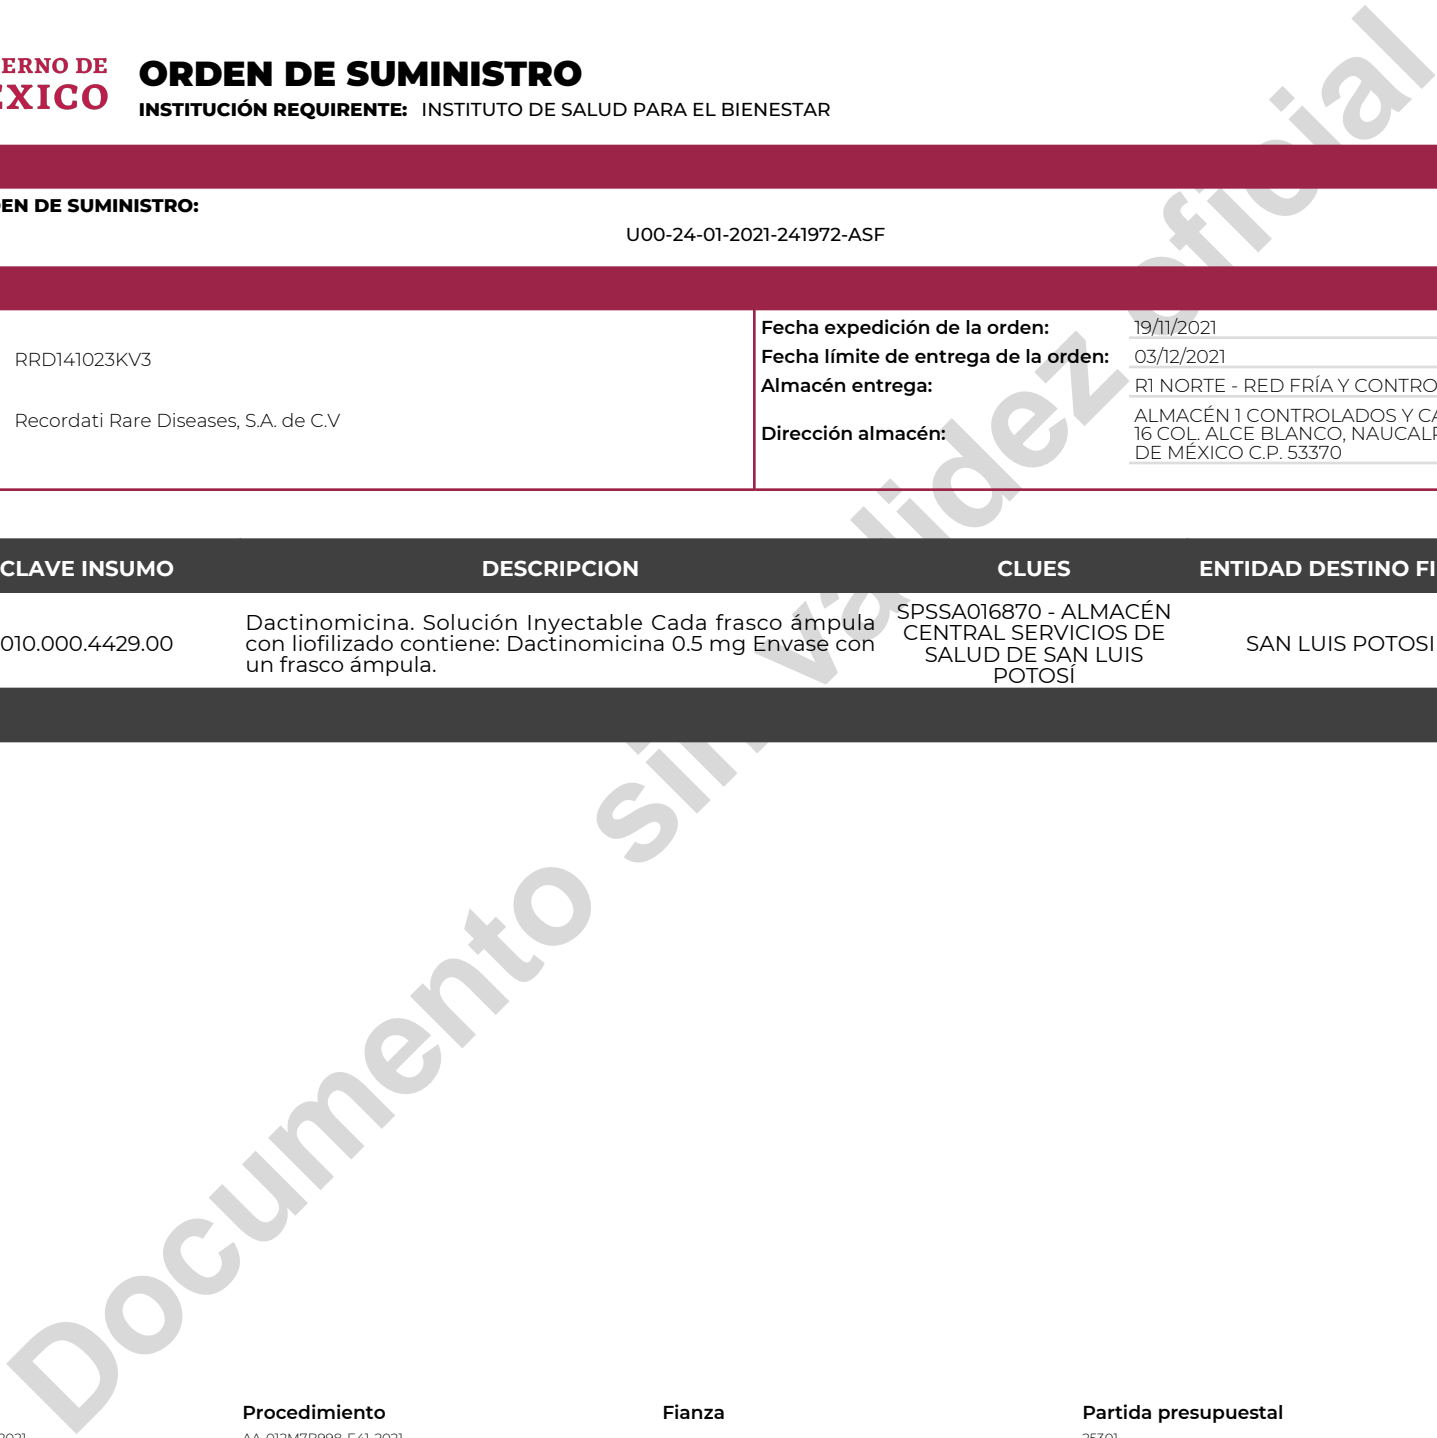 ERNO DE
ÉXICO
ORDEN DE SUMINISTRO
INSTITUCIÓN REQUIRENTE: INSTITUTO DE SALUD PARA EL BIENESTAR
EN DE SUMINISTRO:
U00-24-01-2021-241972-ASF
RRD141023KV3
Recordati Rare Diseases, S.A. de C.V
Fecha expedición de la orden: 19/11/2021
Fecha límite de entrega de la orden: 03/12/2021
Almacén entrega: R1 NORTE - RED FRÍA Y CONTRO
Dirección almacén: ALMACÉN 1 CONTROLADOS Y CA
16 COL. ALCE BLANCO, NAUCALP
DE MÉXICO C.P. 53370
CLAVE INSUMO DESCRIPCION CLUES ENTIDAD DESTINO FI
010.000.4429.00
Dactinomicina. Solución Inyectable Cada frasco ámpula
con liofilizado contiene: Dactinomicina 0.5 mg Envase con
un frasco ámpula.
SPSSA016870 - ALMACÉN
CENTRAL SERVICIOS DE
SALUD DE SAN LUIS
POTOSÍ
SAN LUIS POTOSI
Documento sin validez oficial
Procedimiento Fianza Partida presupuestal